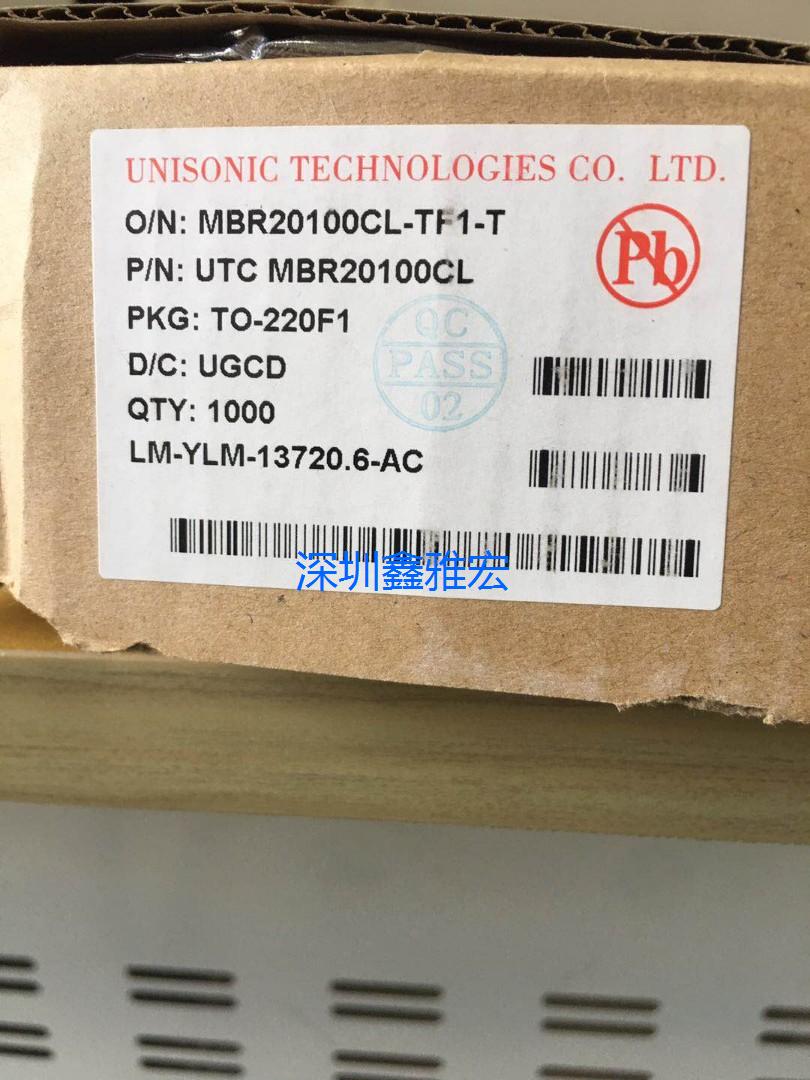 UNISONIC TECHNOLOGIES CO. LTD.
O/N: MBR20100CL-TF1-T
P/N: UTC MBR20100CL
Pb
PKG: TO-220F1
QC
PASS
02
D/C: UGCD
QTY: 1000
LM-YLM-13720.6-AC
深圳鑫雅宏